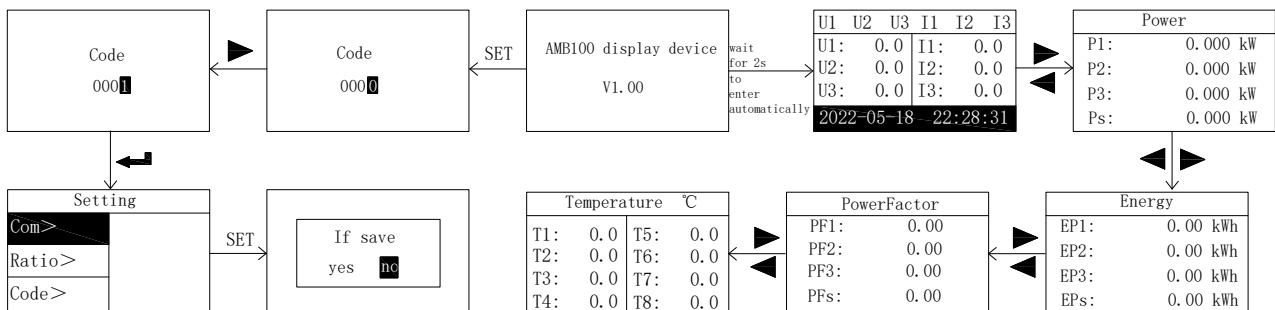 Code
0001
Code
0000
SET
AMB100 display device
V1.00
wait
for 2s
to
enter
automatically
U1 U2 U3 I1 I2 I3
U1: 0.0 I1: 0.0
U2: 0.0 I2: 0.0
U3: 0.0 I3: 0.0
2022-05-18 22:28:31
Power
P1: 0.000 kW
P2: 0.000 kW
P3: 0.000 kW
Ps: 0.000 kW
Setting
Com>
Ratio>
Code>
SET
If save
yes no
Temperature ℃
T1: 0.0 T5: 0.0
T2: 0.0 T6: 0.0
T3: 0.0 T7: 0.0
T4: 0.0 T8: 0.0
PowerFactor
PF1: 0.00
PF2: 0.00
PF3: 0.00
PFs: 0.00
Energy
EP1: 0.00 kWh
EP2: 0.00 kWh
EP3: 0.00 kWh
EPs: 0.00 kWh